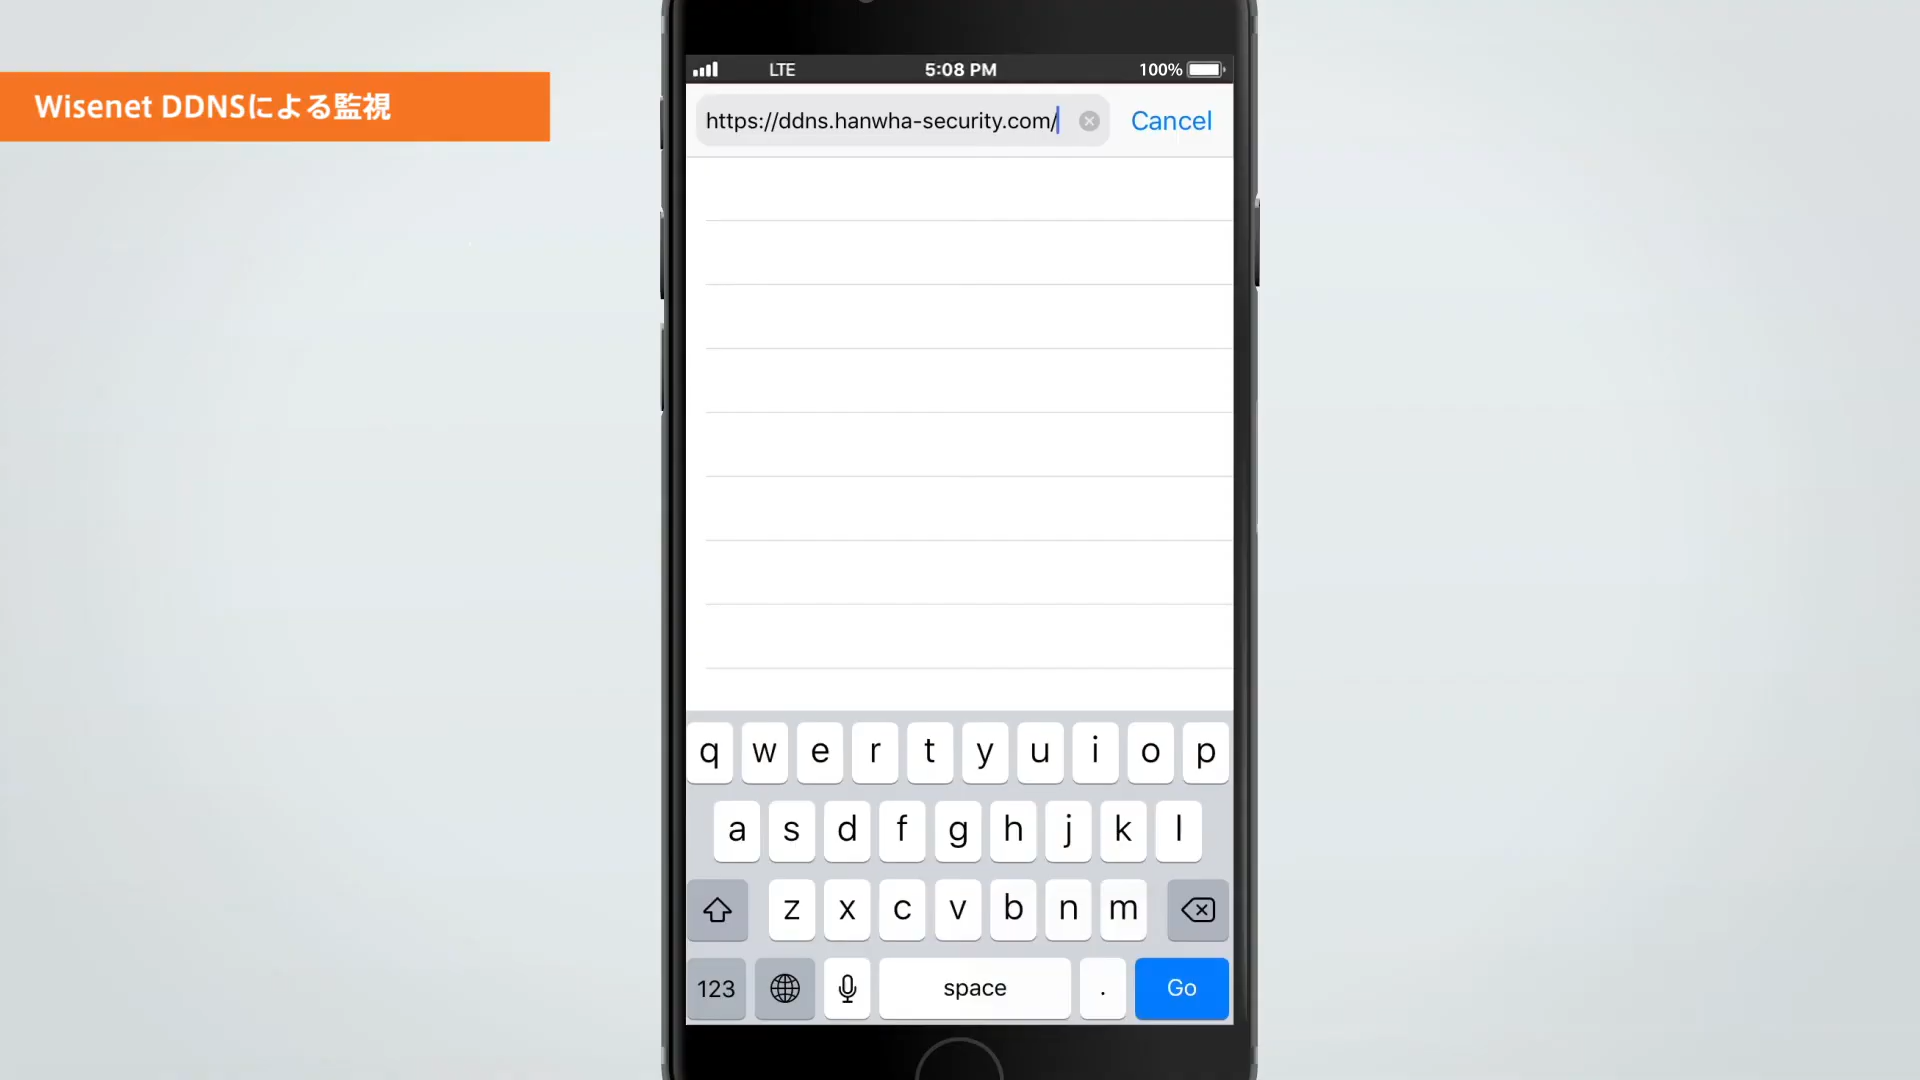 Wisenet DDNSによる監視
LTE 5:08 PM 100%
https://ddns.hanwha-security.com/ Cancel
q w e r t y u i o p
a s d f g h j k l
z x c v b n m
123 space . Go